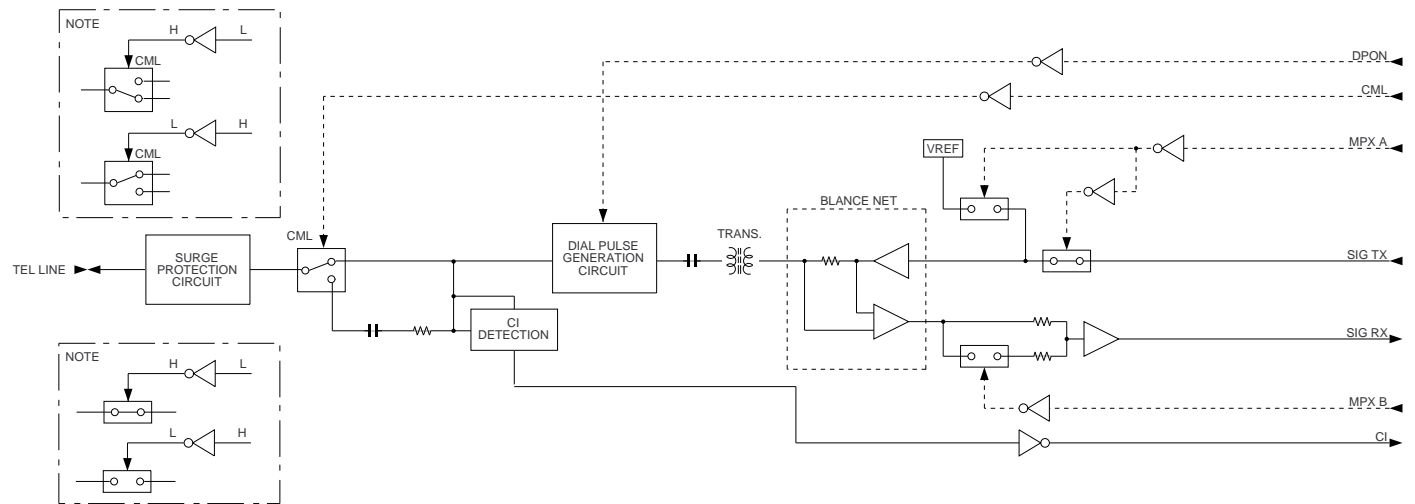 NOTE
H
L
CML
L
H
CML
DPON
CML
MPX A
VREF
BLANCE NET
TRANS.
CML
TEL LINE
SURGE
PROTECTION
CIRCUIT
DIAL PULSE
GENERATION
CIRCUIT
SIG TX
CI
DETECTION
SIG RX
NOTE
H
L
L
H
MPX B
CI